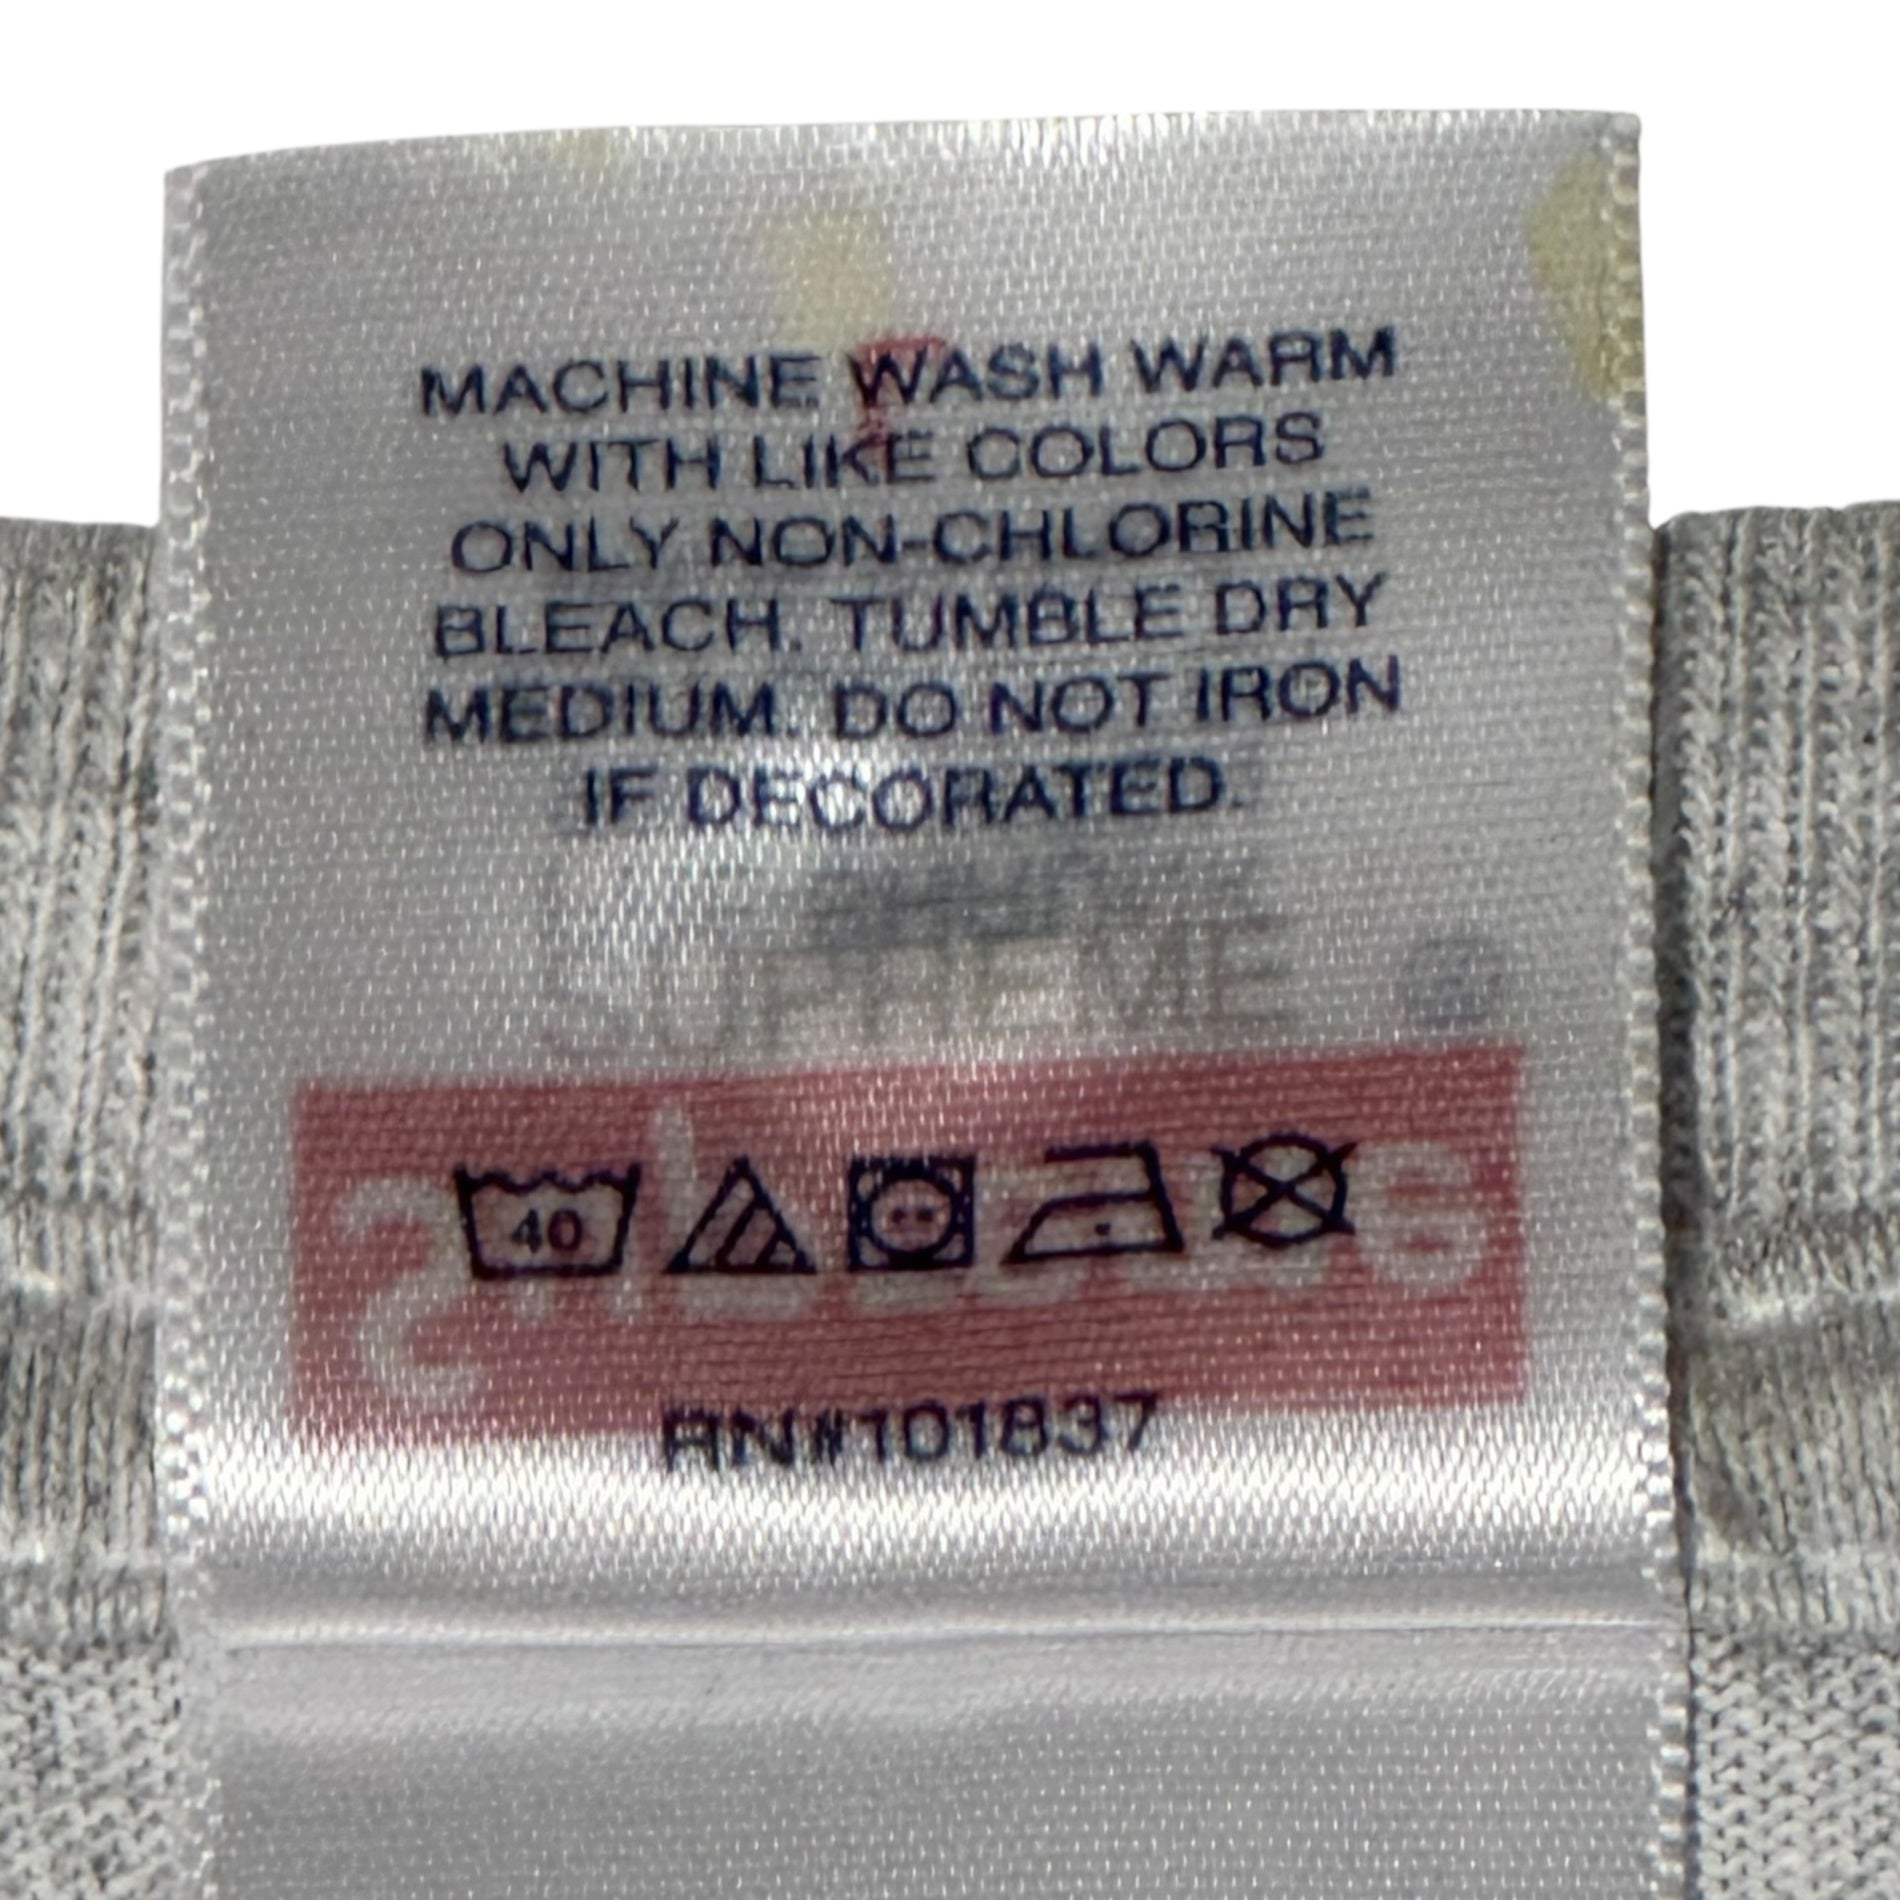 MACHINE WASH WARM
WITH LIKE COLORS
ONLY NON-CHLORINE
BLEACH. TUMBLE DRY
MEDIUM. DO NOT IRON
IF DECORATED.
40
RN#101837